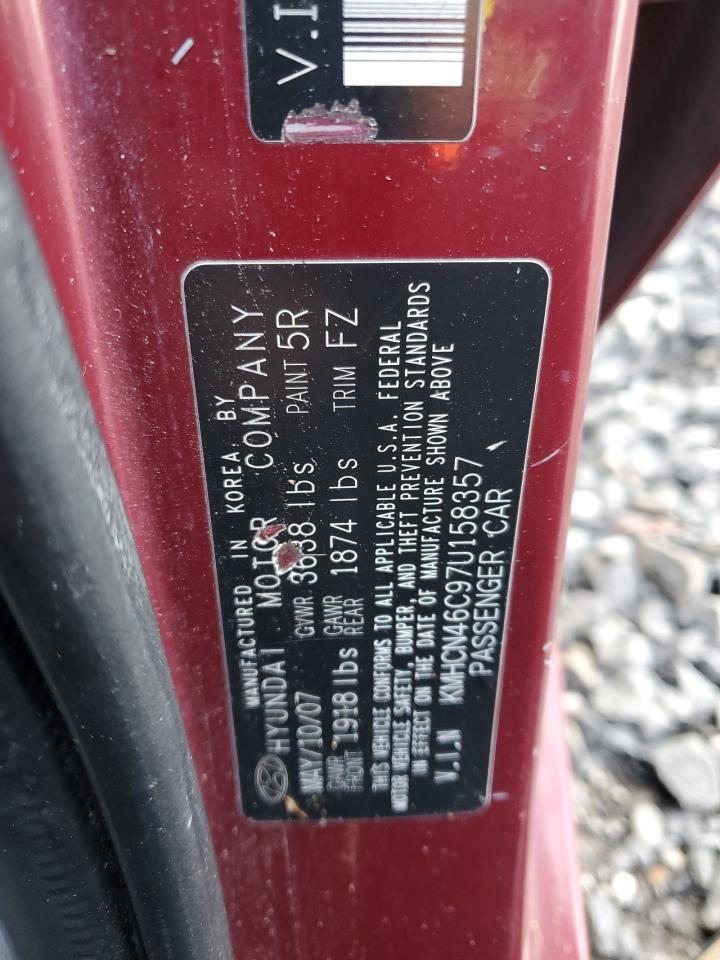 V.I
MANUFACTURED IN KOREA BY
HYUNDAI MOTOR COMPANY
MAY/10/07 GVWR lbs PAINT 5R
GAWR FRONT 1918 lbs GAWR REAR 1874 lbs TRIM FZ
THIS VEHICLE CONFORMS TO ALL APPLICABLE U.S.A. FEDERAL
MOTOR VEHICLE SAFETY, BUMPER, AND THEFT PREVENTION STANDARDS
IN EFFECT ON THE DATE OF MANUFACTURE SHOWN ABOVE
V.I.N KMHCN46C97U158357
PASSENGER CAR